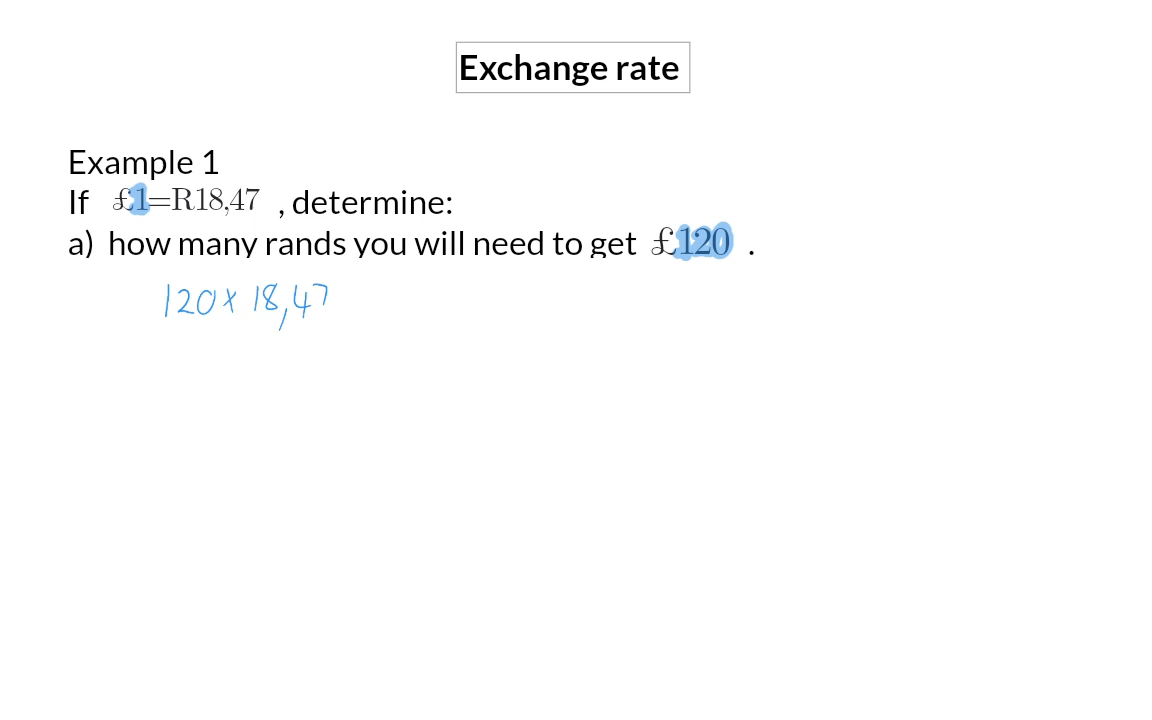 Exchange rate
Example 1
If £1=R18,47 , determine:
a) how many rands you will need to get £120 .
120 × 18,47